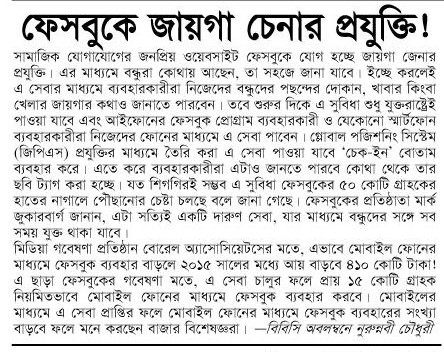 ফেসবুকে জায়গা চেনার প্রযুক্তি!
সামাজিক যোগাযোগের জনপ্রিয় ওয়েবসাইট ফেসবুকে যোগ হচ্ছে জায়গা জেনার
প্রযুক্তি। এর মাধ্যমে বন্ধুরা কোথায় আছেন, তা সহজে জানা যাবে। ইচ্ছে করলেই
এ সেবার মাধ্যমে ব্যবহারকারীরা নিজেদের বন্ধুদের পছন্দের দোকান, খাবার কিংবা
খেলার জায়গার কথাও জানাতে পারবেন। তবে শুরুর দিকে এ সুবিধা শুধু যুক্তরাষ্ট্রেই
পাওয়া যাবে এবং আইফোনের ফেসবুক প্রোগ্রাম ব্যবহারকারী ও যেকোনো স্মার্টফোন
ব্যবহারকারীরা নিজেদের ফোনের মাধ্যমে এ সেবা পাবেন। গ্লোবাল পজিশনিং সিস্টেম
(জিপিএস) প্রযুক্তির মাধ্যমে তৈরি করা এ সেবা পাওয়া যাবে ‘চেক-ইন’ বোতাম
ব্যবহার করে। এতে করে ব্যবহারকারীরা এটাও জানতে পারবে কোথা থেকে তার
ছবি ট্যাগ করা হচ্ছে। যত শিগগিরই সম্ভব এ সুবিধা ফেসবুকের ৫০ কোটি গ্রাহকের
হাতের নাগালে পৌছানোর চেষ্টা চলছে বলে জানা গেছে। ফেসবুকের প্রতিষ্ঠাতা মার্ক
জুকারবার্গ জানান, এটা সত্যিই একটি দারুণ সেবা, যার মাধ্যমে বন্ধুদের সঙ্গে সব
সময় যুক্ত থাকা যাবে।
মিডিয়া গবেষণা প্রতিষ্ঠান বোরেল অ্যাসোসিয়েটসের মতে, এভাবে মোবাইল ফোনের
মাধ্যমে ফেসবুক ব্যবহার বাড়লে ২০১৫ সালের মধ্যে আয় বাড়বে ৪১০ কোটি টাকা!
এ ছাড়া ফেসবুকের গবেষণা মতে, এ সেবা চালুর ফলে প্রায় ১৫ কোটি গ্রাহক
নিয়মিতভাবে মোবাইল ফোনের মাধ্যমে ফেসবুক ব্যবহার করবে। মোবাইলের
মাধ্যমে এ সেবা প্রাপ্তির ফলে মোবাইল ফোনের মাধ্যমে ফেসবুক ব্যবহারের সংখ্যা
বাড়বে ফলে মনে করছেন বাজার বিশেষজ্ঞরা। —বিবিসি অবলম্বনে নুরুন্নবী চৌধুরী